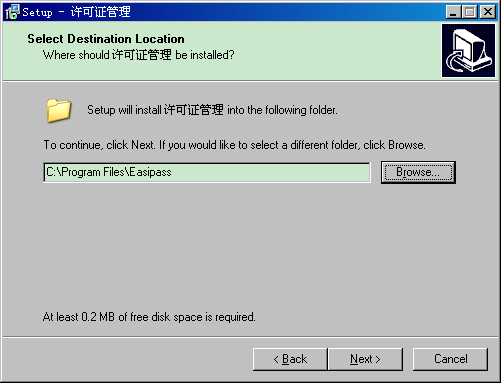 Setup - 许可证管理
Select Destination Location
Where should 许可证管理 be installed?
Setup will install 许可证管理 into the following folder.
To continue, click Next. If you would like to select a different folder, click Browse.
C:\Program Files\Easipass
Browse...
At least 0.2 MB of free disk space is required.
< Back
Next >
Cancel